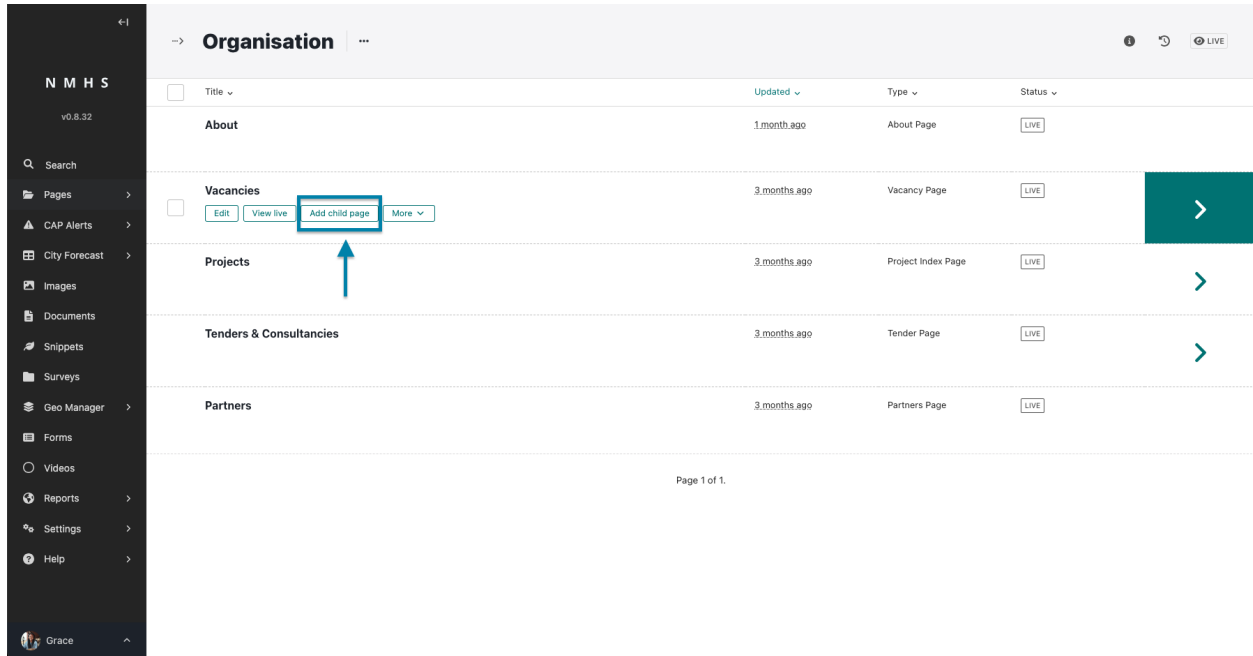 Organisation
LIVE
N M H S
v0.8.32
Search
Pages
CAP Alerts
City Forecast
Images
Documents
Snippets
Surveys
Geo Manager
Forms
Videos
Reports
Settings
Help
Grace
Title Updated Type Status
About 1 month ago About Page LIVE
Vacancies 3 months ago Vacancy Page LIVE
Edit View live Add child page More
Projects 3 months ago Project Index Page LIVE
Tenders & Consultancies 3 months ago Tender Page LIVE
Partners 3 months ago Partners Page LIVE
Page 1 of 1.